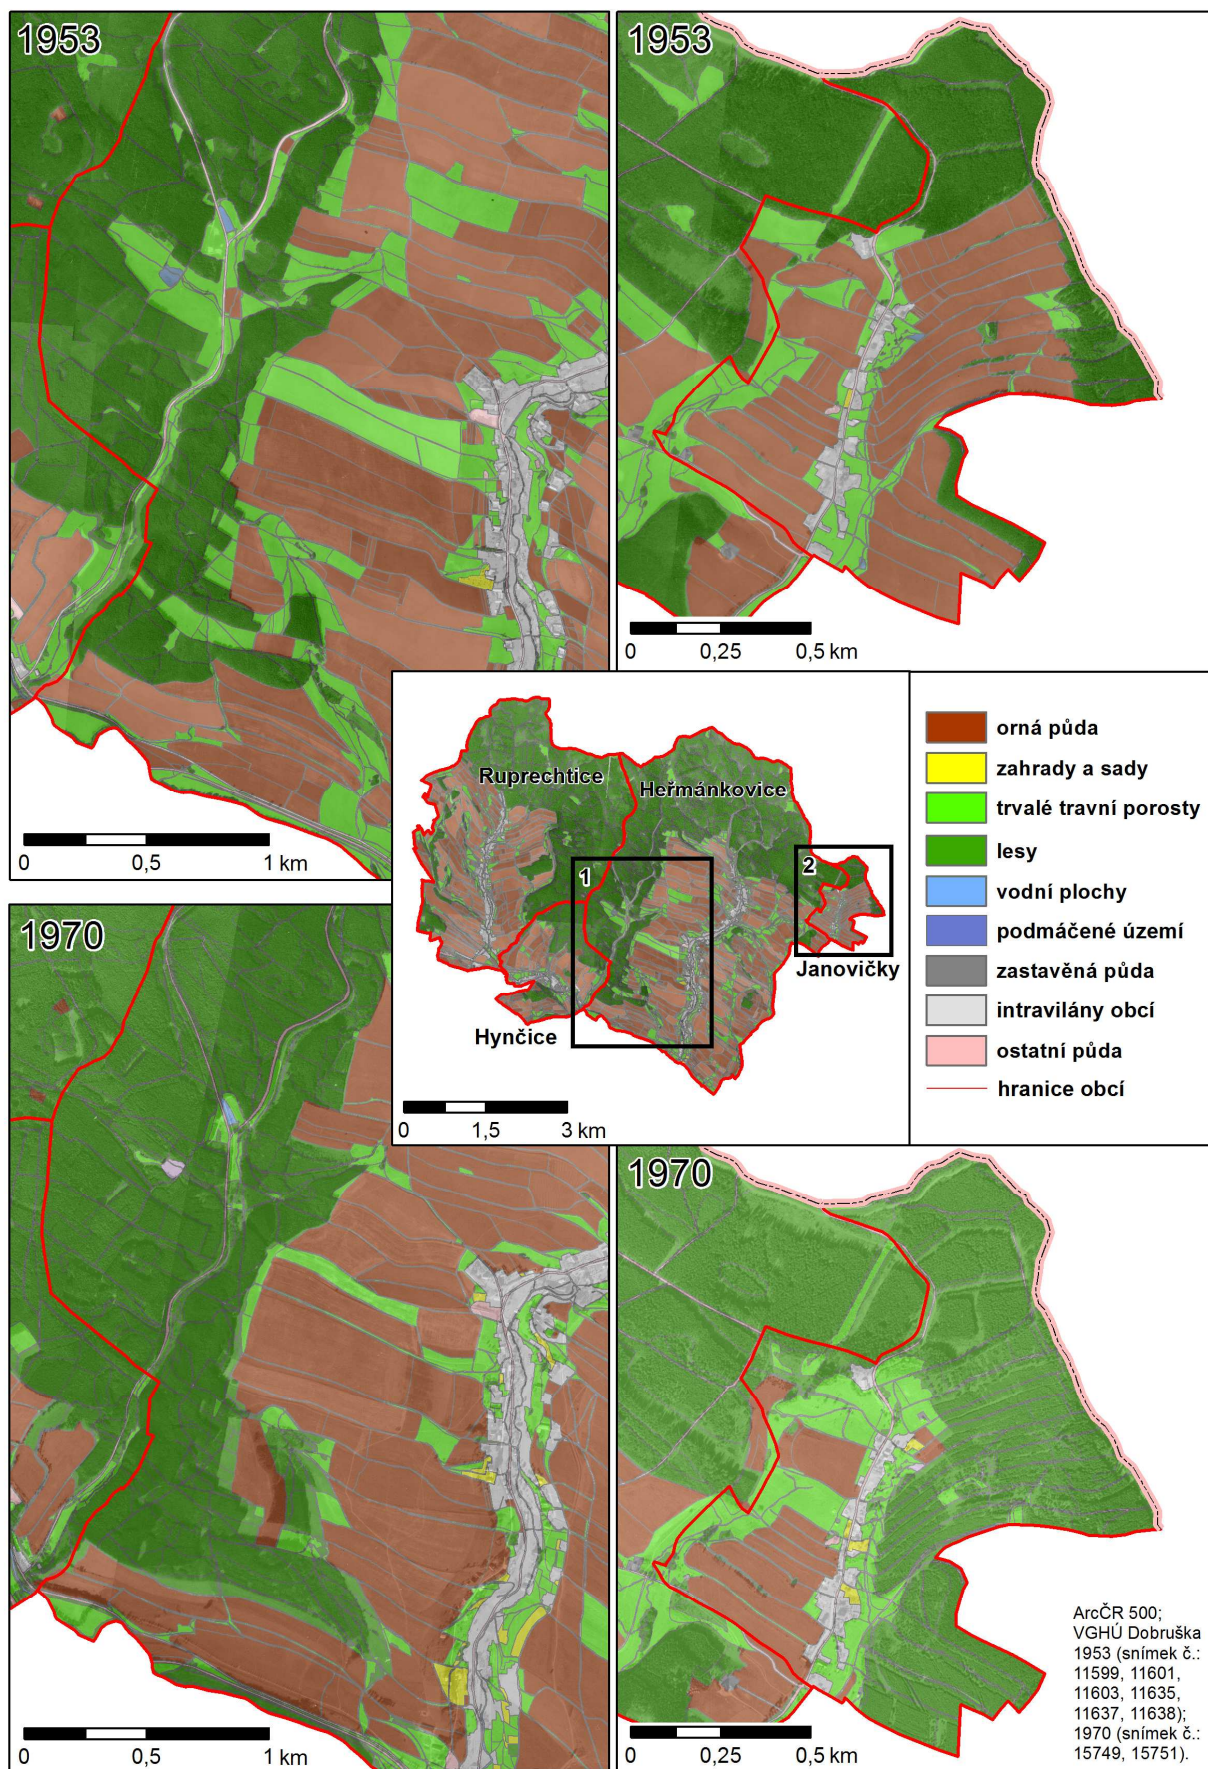 1953
1953
0 0,5 1 km
0 0,25 0,5 km
Ruprechtice
Heřmánkovice
1
2
Janovičky
Hynčice
0 1,5 3 km
orná půda
zahrady a sady
trvalé travní porosty
lesy
vodní plochy
podmáčené území
zastavěná půda
intravilány obcí
ostatní půda
hranice obcí
1970
1970
0 0,5 1 km
0 0,25 0,5 km
ArcČR 500;
VGHÚ Dobruška
1953 (snímek č.:
11599, 11601,
11603, 11635,
11637, 11638);
1970 (snímek č.:
15749, 15751).